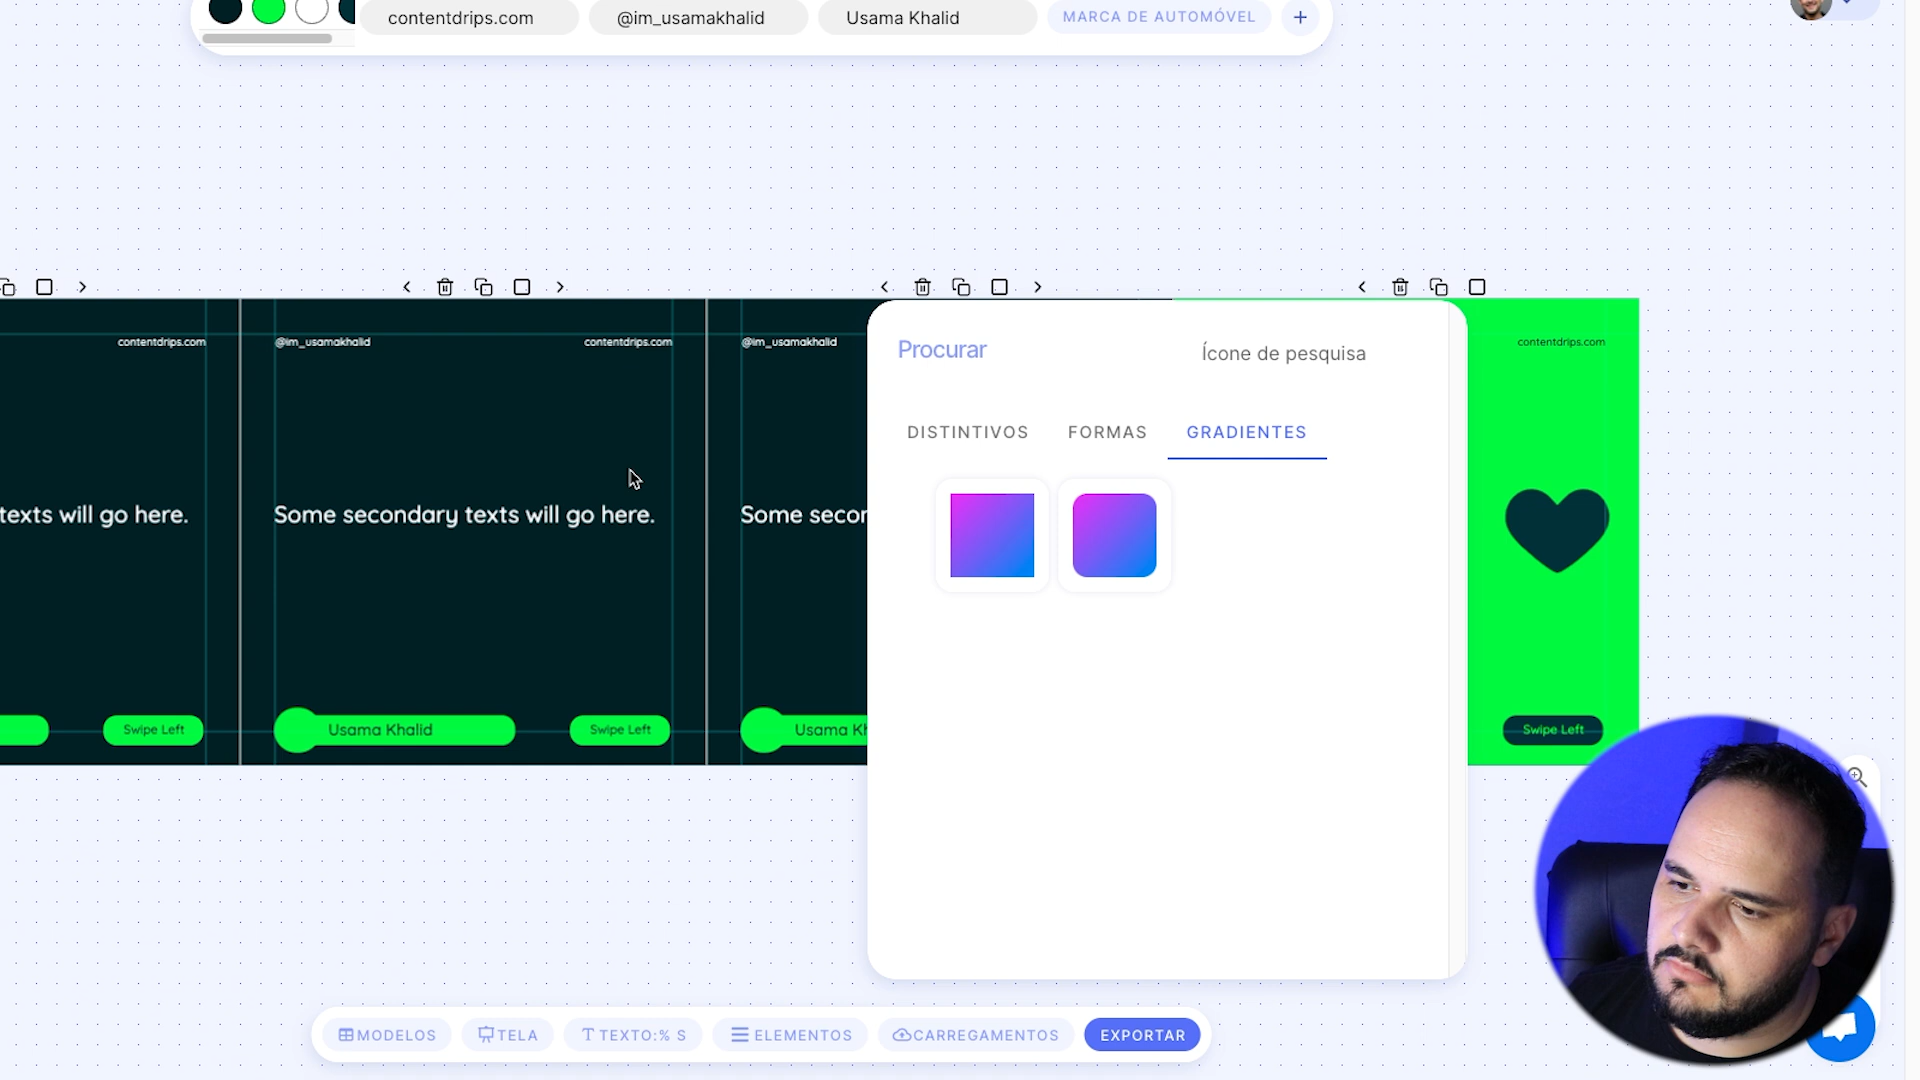 contentdrips.com @im_usamakhalid Usama Khalid MARCA DE AUTOMÓVEL
contentdrips.com @im_usamakhalid contentdrips.com @im_usamakhalid contentdrips.com
Procurar Ícone de pesquisa
DISTINTIVOS FORMAS GRADIENTES
texts will go here. Some secondary texts will go here. Some secon
Swipe Left Usama Khalid Swipe Left Usama Kh Swipe Left
MODELOS TELA TEXTO:% S ELEMENTOS CARREGAMENTOS EXPORTAR